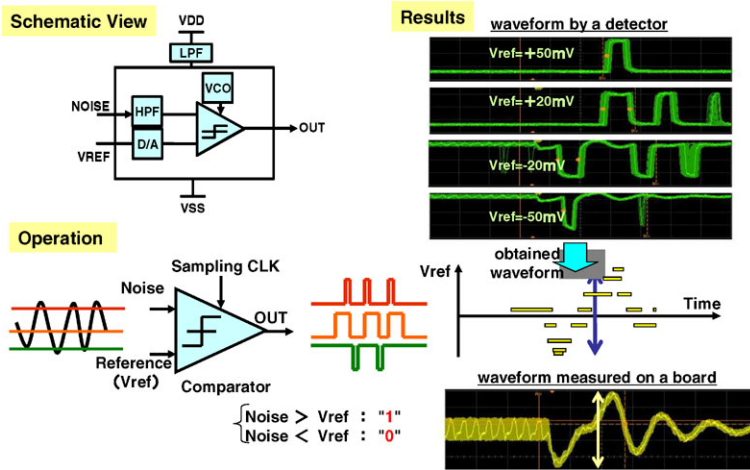 Schematic View
VDD
LPF
VCO
NOISE
HPF
OUT
D/A
VREF
VSS
Operation
Sampling CLK
Noise
OUT
Reference
(Vref)
Comparator
Noise > Vref : "1"
Noise < Vref : "0"
Results
waveform by a detector
Vref=+50mV
Vref=+20mV
Vref=-20mV
Vref=-50mV
obtained
waveform
Vref
Time
waveform measured on a board